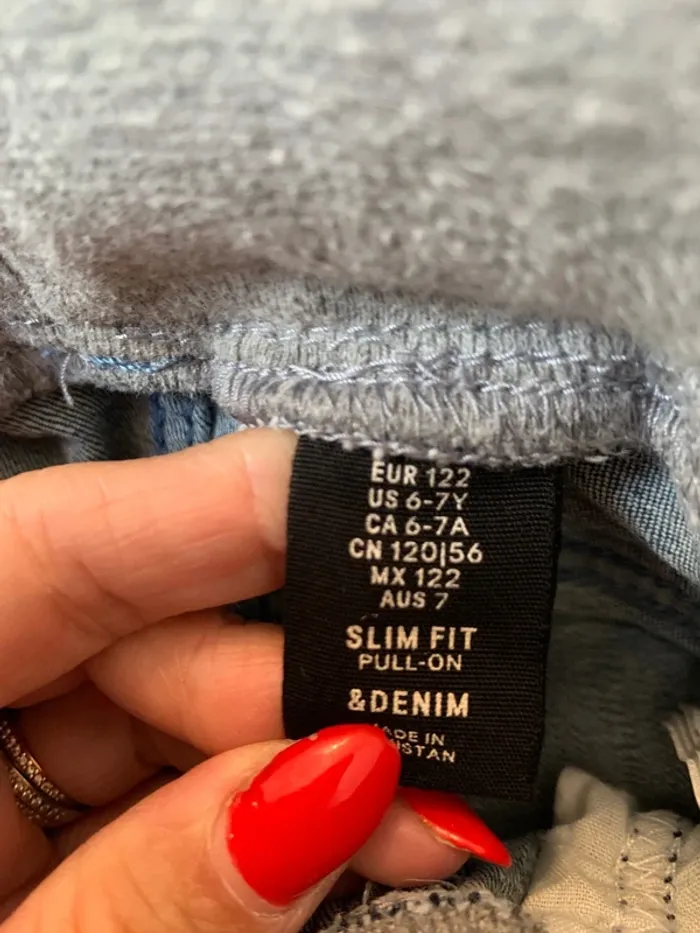 EUR 122
US 6-7Y
CA 6-7A
CN 120|56
MX 122
AUS 7
SLIM FIT
PULL-ON
&DENIM
IN